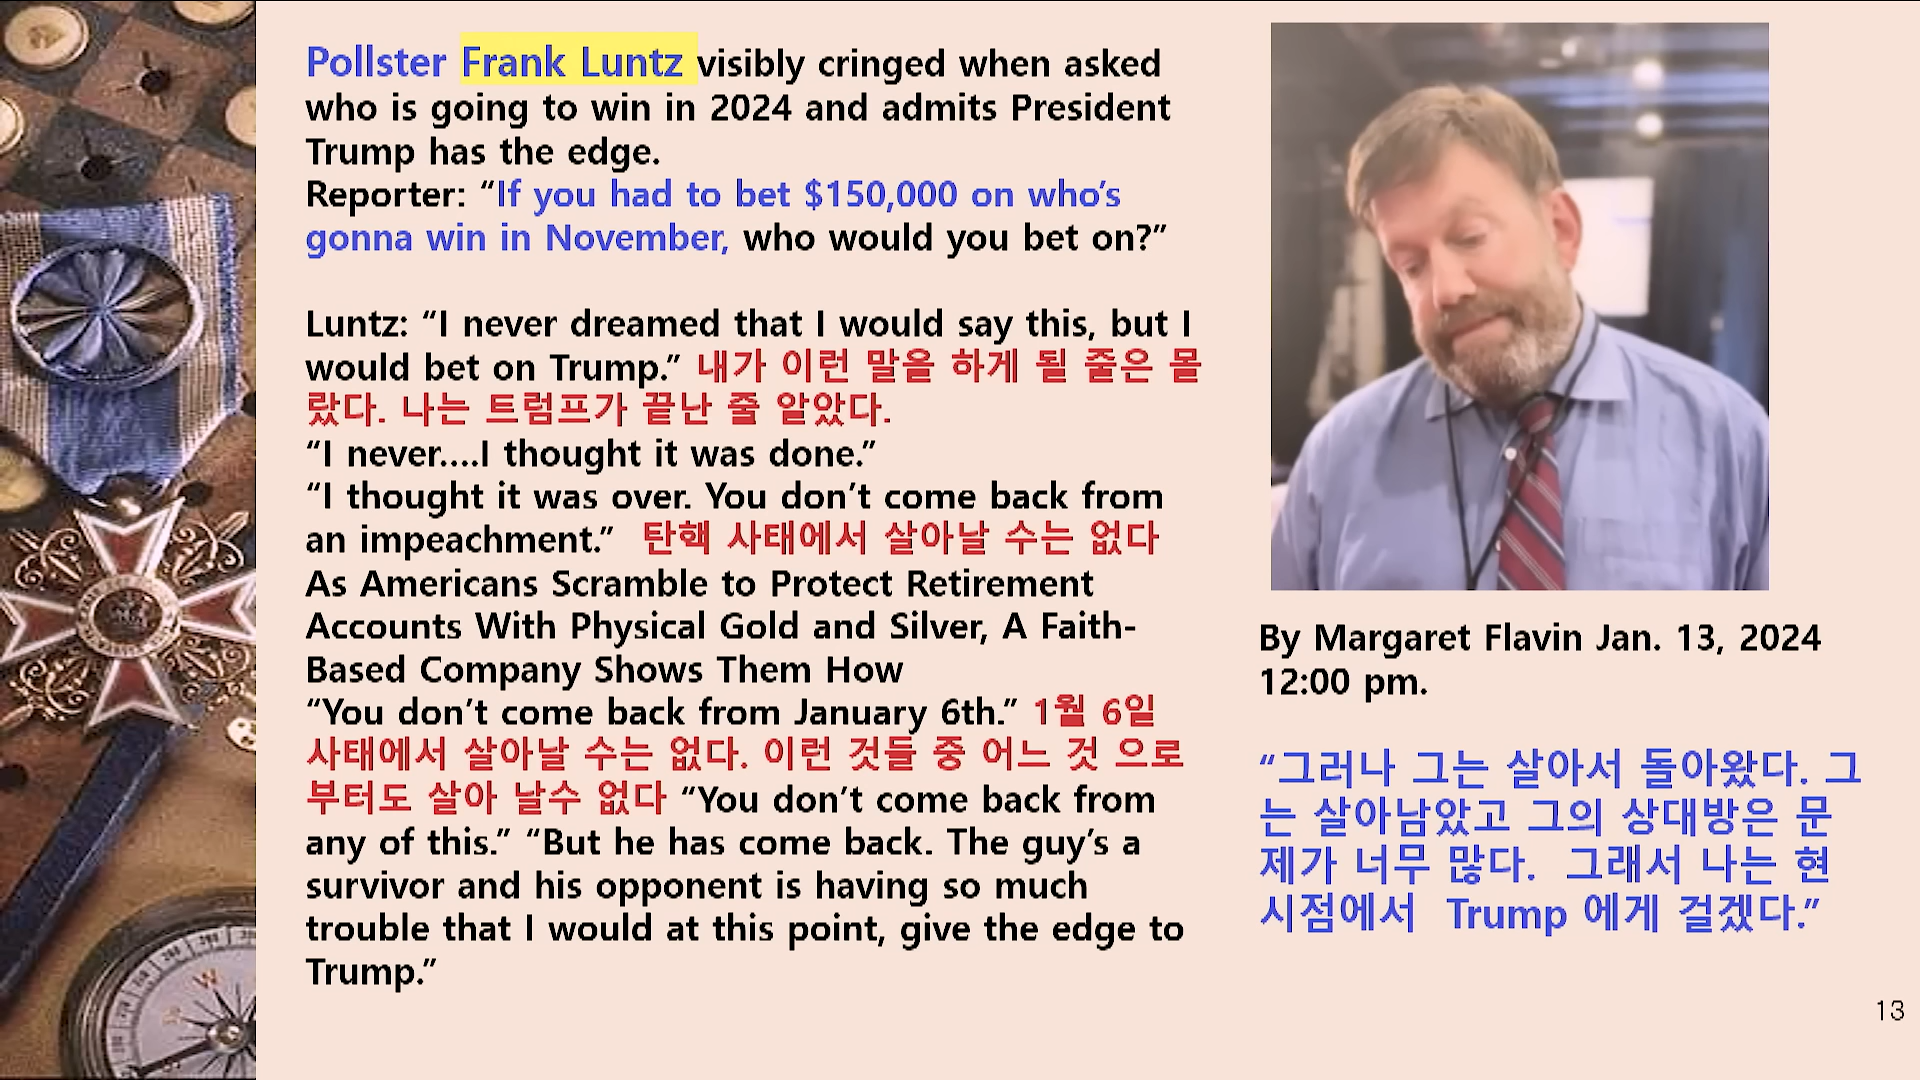 Pollster Frank Luntz visibly cringed when asked
who is going to win in 2024 and admits President
Trump has the edge.
Reporter: “If you had to bet $150,000 on who’s
gonna win in November, who would you bet on?”
Luntz: “I never dreamed that I would say this, but I
would bet on Trump.” 내가 이런 말을 하게 될 줄은 몰
랐다. 나는 트럼프가 끝난 줄 알았다.
“I never....I thought it was done.”
“I thought it was over. You don’t come back from
an impeachment.” 탄핵 사태에서 살아날 수는 없다
As Americans Scramble to Protect Retirement
Accounts With Physical Gold and Silver, A Faith-
Based Company Shows Them How
“You don’t come back from January 6th.” 1월 6일
사태에서 살아날 수는 없다. 이런 것들 중 어느 것 으로
부터도 살아 날수 없다 “You don’t come back from
any of this.” “But he has come back. The guy’s a
survivor and his opponent is having so much
trouble that I would at this point, give the edge to
Trump.”
By Margaret Flavin Jan. 13, 2024
12:00 pm.
“그러나 그는 살아서 돌아왔다. 그
는 살아남았고 그의 상대방은 문
제가 너무 많다. 그래서 나는 현
시점에서 Trump 에게 걸겠다.”
13